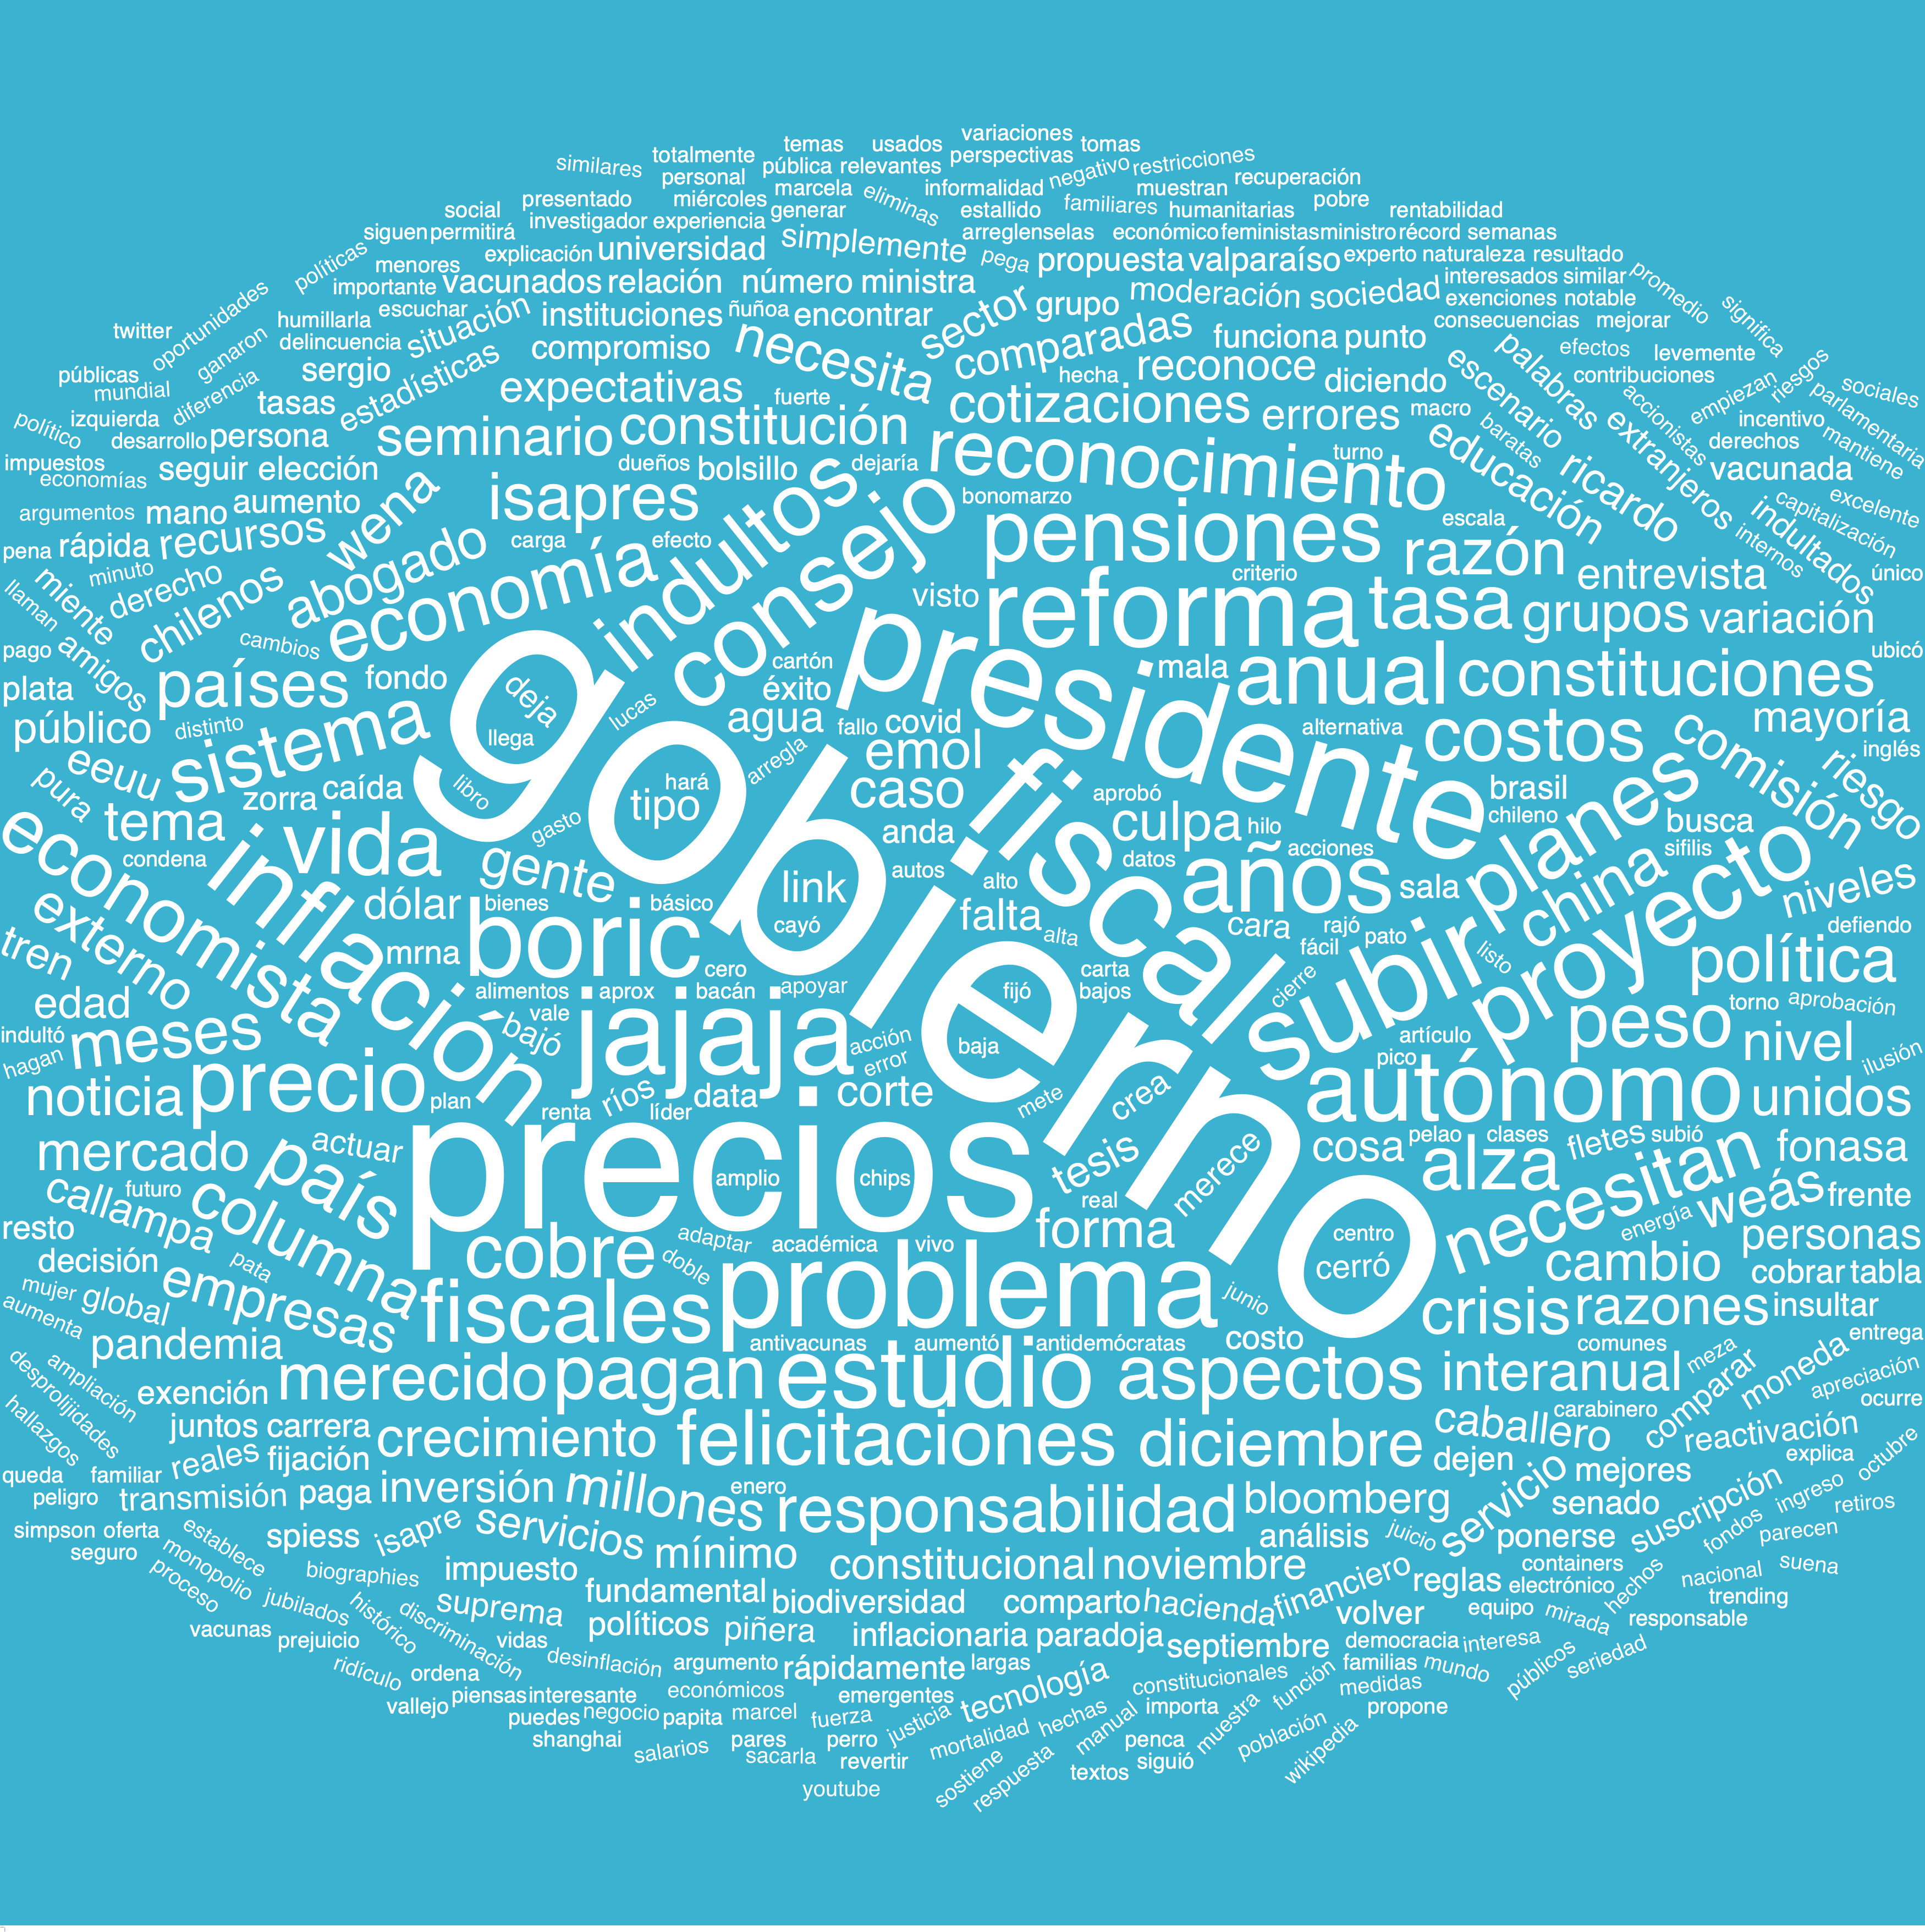 variaciones
temas usados tomas
similares totalmente pública relevantes perspectivas negativo restricciones
personal marcela eliminas informalidad muestran recuperación
presentado miércoles generar estallido familiares humanitarias pobre rentabilidad
social investigador experiencia simplemente arreglenselas económico feministas ministro récord semanas
siguen permitirá explicación universidad pega propuesta valparaíso experto naturaleza resultado
políticas menores vacunados relación número ministra moderación sociedad interesados similar promedio
importante escuchar situación instituciones ñuñoa encontrar sector grupo exenciones notable significa
oportunidades humillarla compromiso necesita comparadas funciona punto consecuencias mejorar
twitter ganaron delincuencia estadísticas expectativas hecha reconoce palabras efectos levemente riesgos
públicas mundial diferencia sergio fuerte cotizaciones diciendo escenario contribuciones empiezan sociales
político izquierda tasas seminario constitución errores macro baratas extranjeros accionistas incentivo parlamentaria
desarrollo persona dueños bolsillo dejaría reconocimiento turno educación ricardo derechos mantiene
impuestos economías seguir elección wena isapres indultos consejo bonomarzo vacunada excelente
argumentos mano aumento abogado carga efecto pensiones escala razón internos indultados capitalización
pena rápida recursos economía visto criterio entrevista único
llaman miente minuto derecho chilenos reforma tasa grupos variación
pago amigos cambios países fondo deja lucas cartón presidente mala anual constituciones ubicó
plata público distinto sistema llega éxito agua fallo covid alternativa costos comisión mayoría
eeuu zorra caída libro hará arregla emol fiscal brasil planes riesgo inglés
pura tema vida gasto tipo caso aprobó culpa hilo chileno busca
economista condena inflación gente anda datos acciones china sifilis proyecto
externo dólar bienes básico link autos alto años sala niveles
tren mrna boric cero cayó falta alta cara rajó pato fácil subir listo defiendo
edad alimentos aprox bacán apoyar gobierno fijó carta bajos cierre política
indultó meses bajó vale jajaja acción baja artículo peso torno aprobación
hagan precio error pico nivel ilusión
noticia plan renta ríos líder data corte mete crea autónomo unidos
mercado actuar precios tesis merece cosa pelao clases fletes subió fonasa
callampa futuro país amplio chips real alza necesitan weás frente
resto columna cobre adaptar académica vivo forma centro energía personas
decisión pata doble problema cerró cambio cobrar tabla
mujer global empresas fiscales junio crisis razones insultar
aumenta pandemia antivacunas aumentó antidemócratas costo comunes entrega
desprolijidades ampliación exención merecido pagan estudio aspectos interanual meza moneda apreciación
hallazgos juntos carrera crecimiento felicitaciones diciembre caballero carabinero comparar ocurre
queda familiar reales fijación dejen reactivación explica
peligro transmisión paga inversión millones enero responsabilidad bloomberg servicio mejores octubre
simpson oferta establece spiess isapre servicios análisis juicio ponerse senado suscripción ingreso retiros
seguro monopolio biographies impuesto mínimo constitucional noviembre containers fondos parecen
proceso jubilados suprema fundamental biodiversidad comparto hacienda financiero reglas electrónico hechos nacional suena
vacunas histórico discriminación políticos piñera volver equipo mirada responsable trending
prejuicio vidas inflacionaria paradoja septiembre democracia interesa
ridículo ordena desinflación argumento rápidamente largas familias mundo públicos seriedad
vallejo piensas interesante económicos emergentes tecnología constitucionales función medidas
puedes negocio papita marcel fuerza importa propone
shanghai pares perro justicia hechas manual muestra población
salarios sacarla revertir mortalidad penca wikipedia
sostiene respuesta textos siguió
youtube